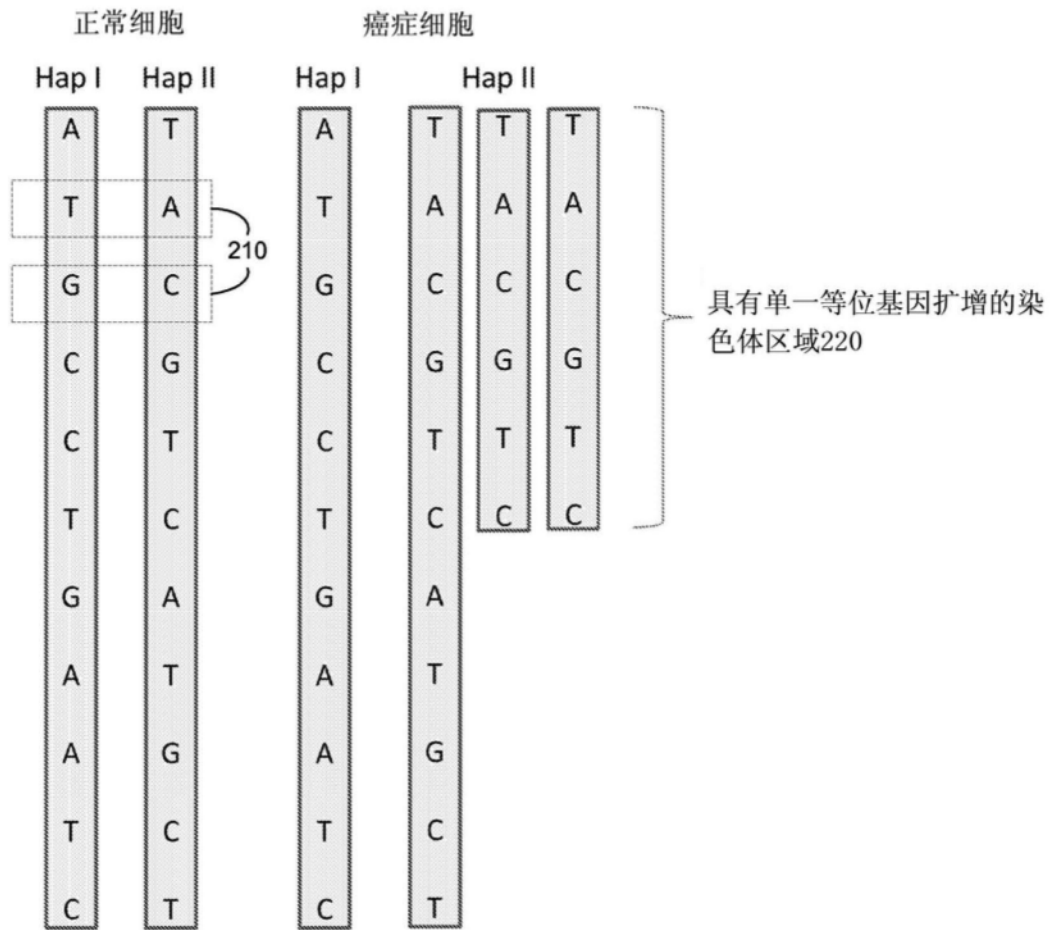 正常细胞 癌症细胞
Hap I Hap II Hap I Hap II
A T A T T T
T A T A A A
210
G C G C C C
具有单一等位基因扩增的染
色体区域220
C G C G G G
C T C T T T
T C T C C C
G A G A
A T A T
A G A G
T C T C
C T C T